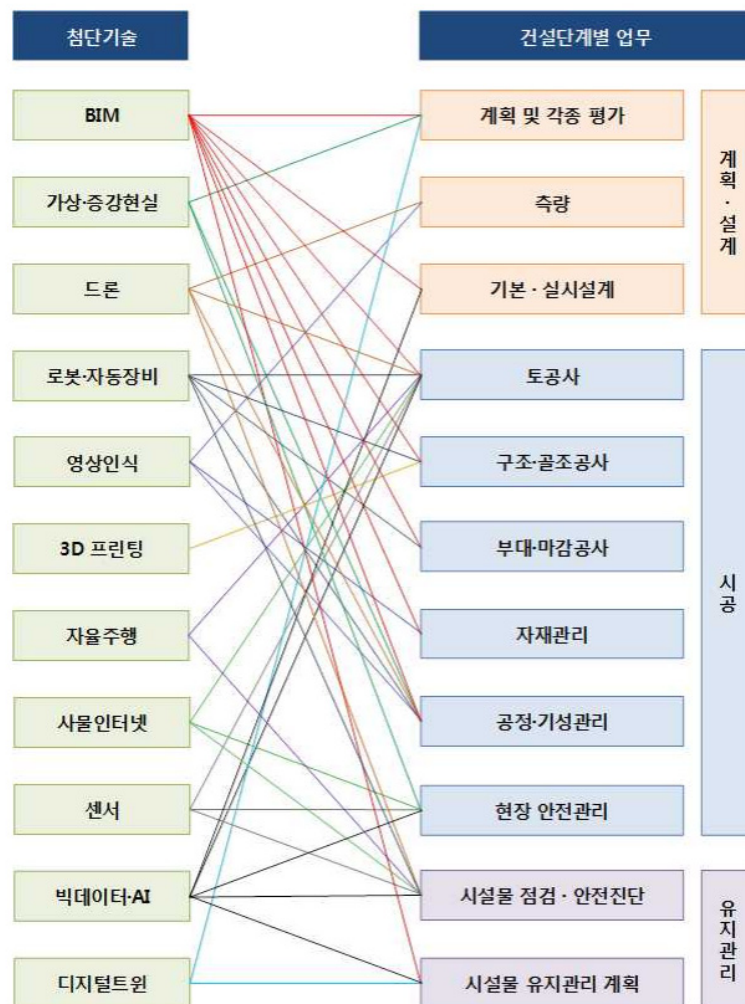 첨단기술
건설단계별 업무
BIM
가상·증강현실
드론
로봇·자동장비
영상인식
3D 프린팅
자율주행
사물인터넷
센서
빅데이터·AI
디지털트윈
계획 및 각종 평가
측량
기본 · 실시설계
토공사
구조·골조공사
부대·마감공사
자재관리
공정·기성관리
현장 안전관리
시설물 점검 · 안전진단
시설물 유지관리 계획
계획·설계
시공
유지관리